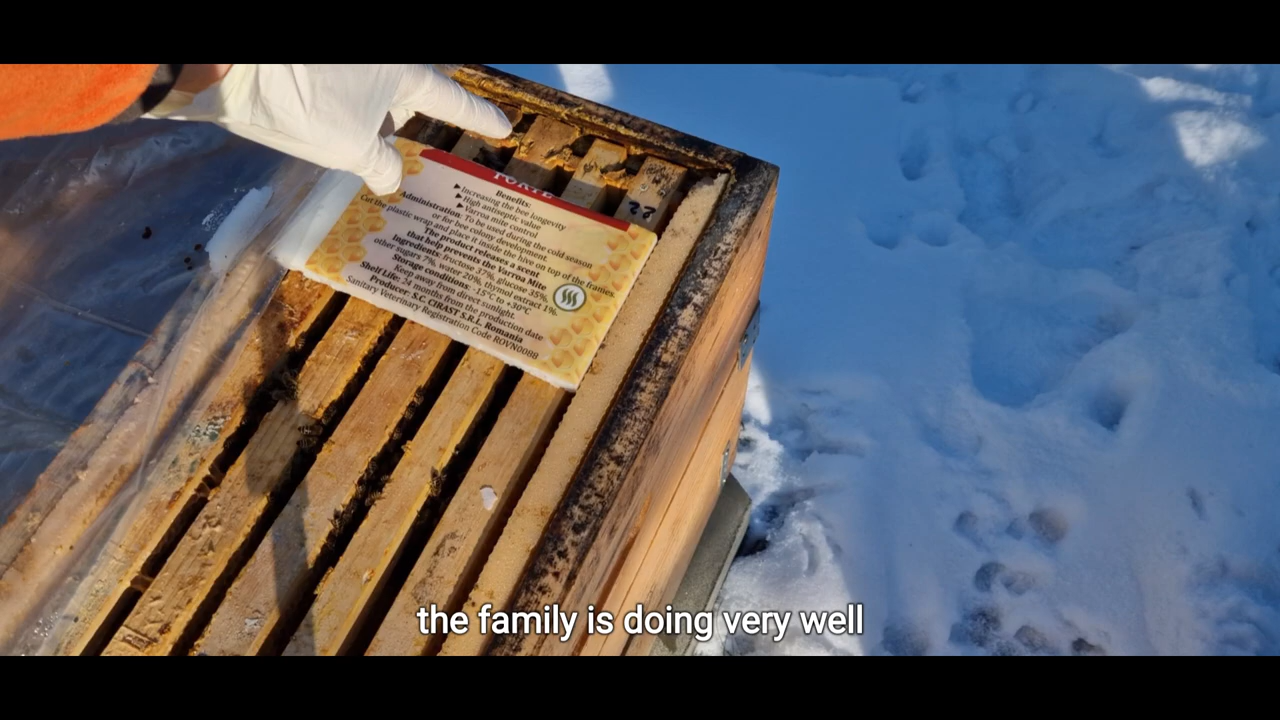 FORTE
Benefits:
►Increasing the bee longevity
►High antiseptic value
►Varroa mite control
Administration: To be used during the cold season
or for bee colony development.
Cut the plastic wrap and place it inside the hive on top of the frames.
The product releases a scent
that help prevents the Varroa Mite
Ingredients: fructose 37%, glucose 35%,
other sugars 7%, water 20%, thymol extract 1%.
Storage conditions: -15°C to +30°C
Keep away from direct sunlight.
Shelf Life: 24 months from the production date
Producer: S.C. CIRAST S.R.L. Romania
Sanitary Veterinary Registration Code ROVN0088
22
the family is doing very well